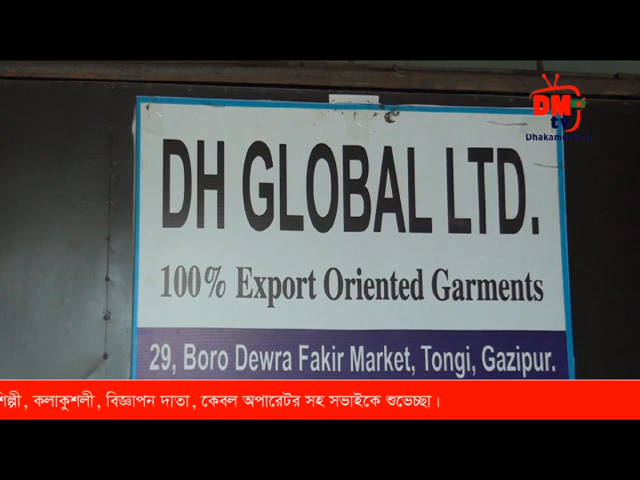 DM
tv
DH GLOBAL LTD.
100% Export Oriented Garments
29, Boro Dewra Fakir Market, Tongi, Gazipur.
কলাকুশলী, বিজ্ঞাপন দাতা, কেবল অপারেটর সহ সভাইকে শুভেচ্ছা।